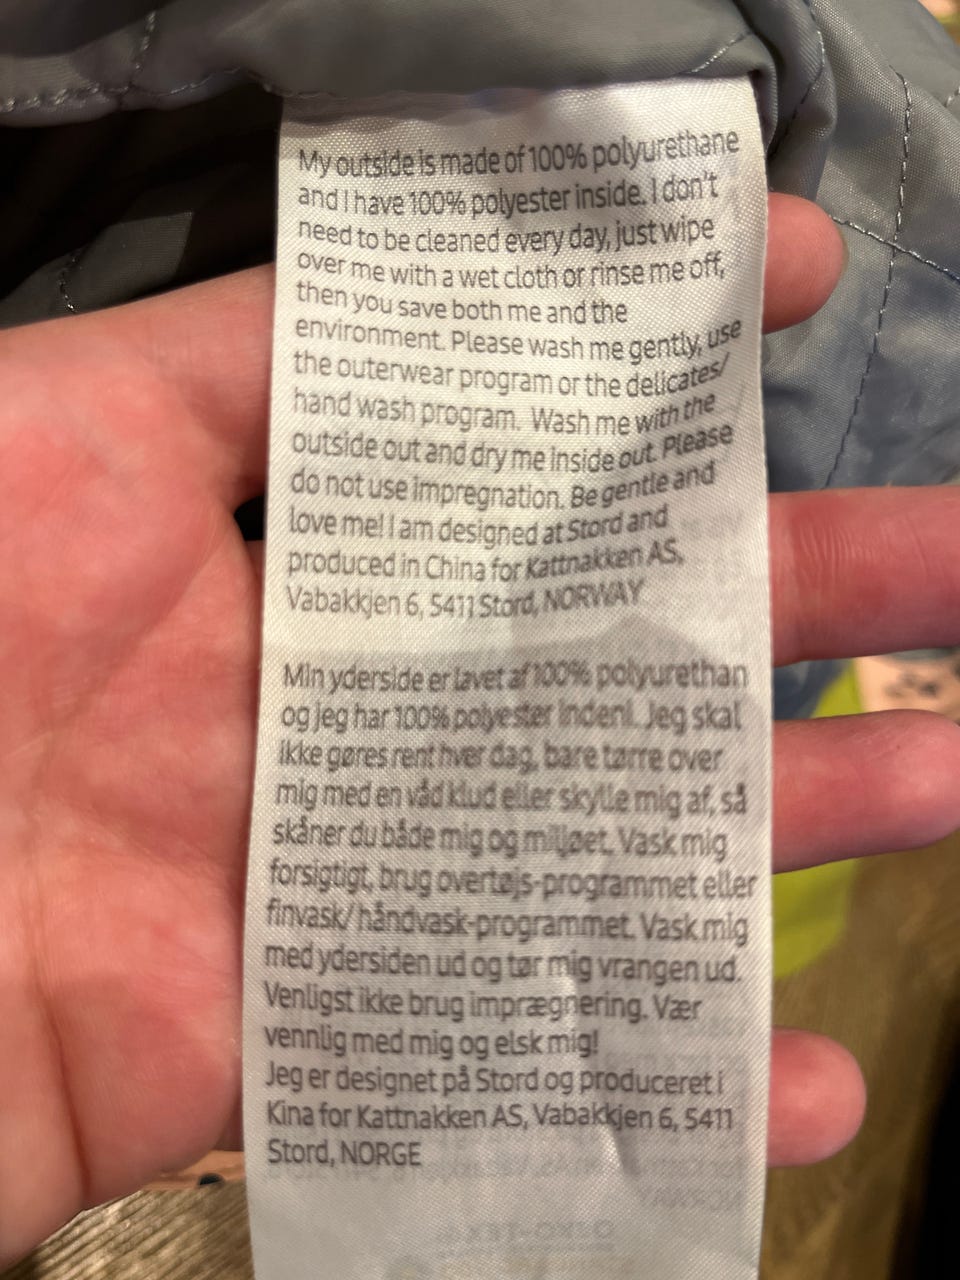 My outside is made of 100% polyurethane
and I have 100% polyester inside. I don't
need to be cleaned every day, just wipe
over me with a wet cloth or rinse me off,
then you save both me and the
environment. Please wash me gently, use
the outerwear program or the delicates/
hand wash program. Wash me with the
outside out and dry me inside out. Please
do not use impregnation. Be gentle and
love me! I am designed at Stord and
produced in China for Kattnakken AS,
Vabakkjen 6, 5411 Stord, NORWAY
Min yderside er lavet af 100% polyurethan
og jeg har 100% polyester indeni. Jeg skal
ikke gøres rent hver dag, bare tørre over
mig med en våd klud eller skylle mig af, så
skåner du både mig og miljøet. Vask mig
forsigtigt, brug overtøjs-programmet eller
finvask/håndvask-programmet. Vask mig
med ydersiden ud og tør mig vrangen ud.
Venligst ikke brug imprægnering. Vær
vennlig med mig og elsk mig!
Jeg er designet på Stord og produceret i
Kina for Kattnakken AS, Vabakkjen 6, 5411
Stord, NORGE